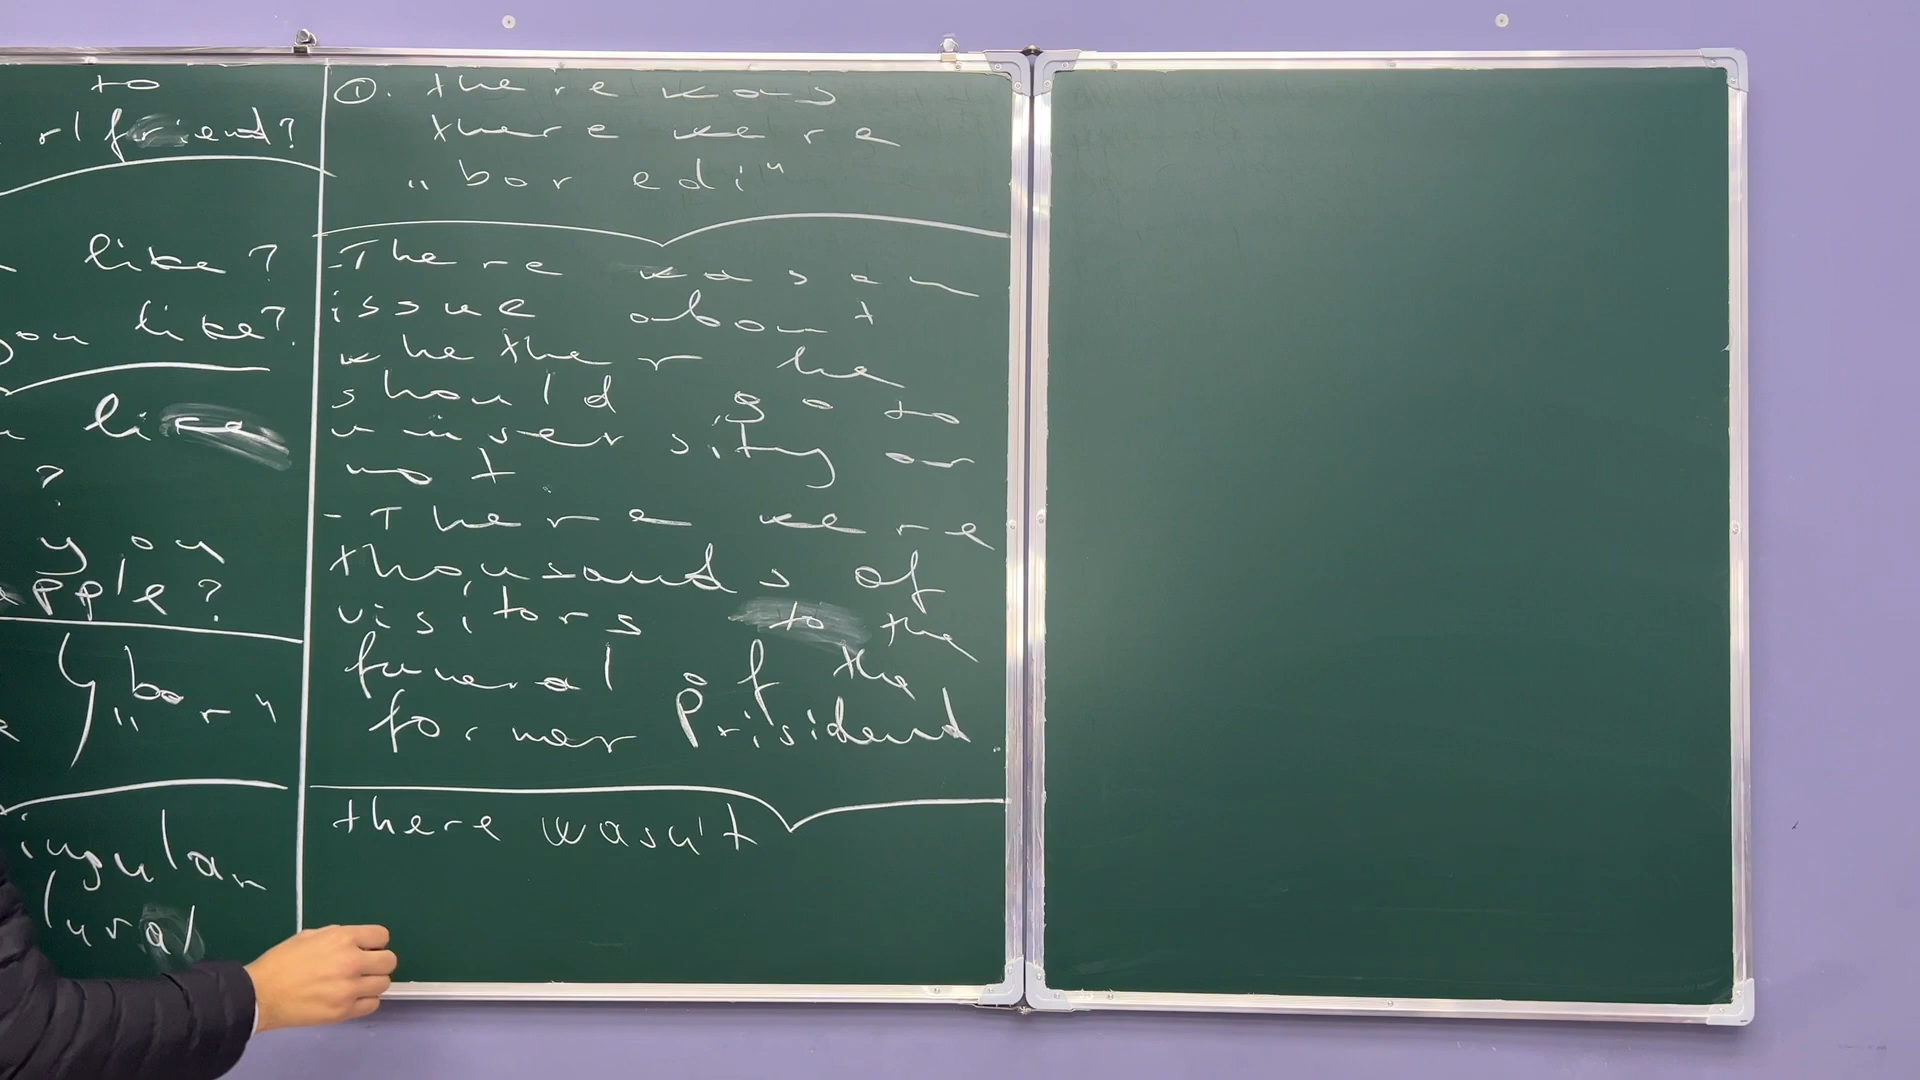 to
rlfriend?
like?
you like?
like
?
you
apple?
„bor"
ingular
lural
①. there was
there were
„bor edi"
-There was an
issue about
whether he
should go to
university or
not.
-There were
thousands of
visitors to the
funeral of the
former Prisidend.
there wasn't